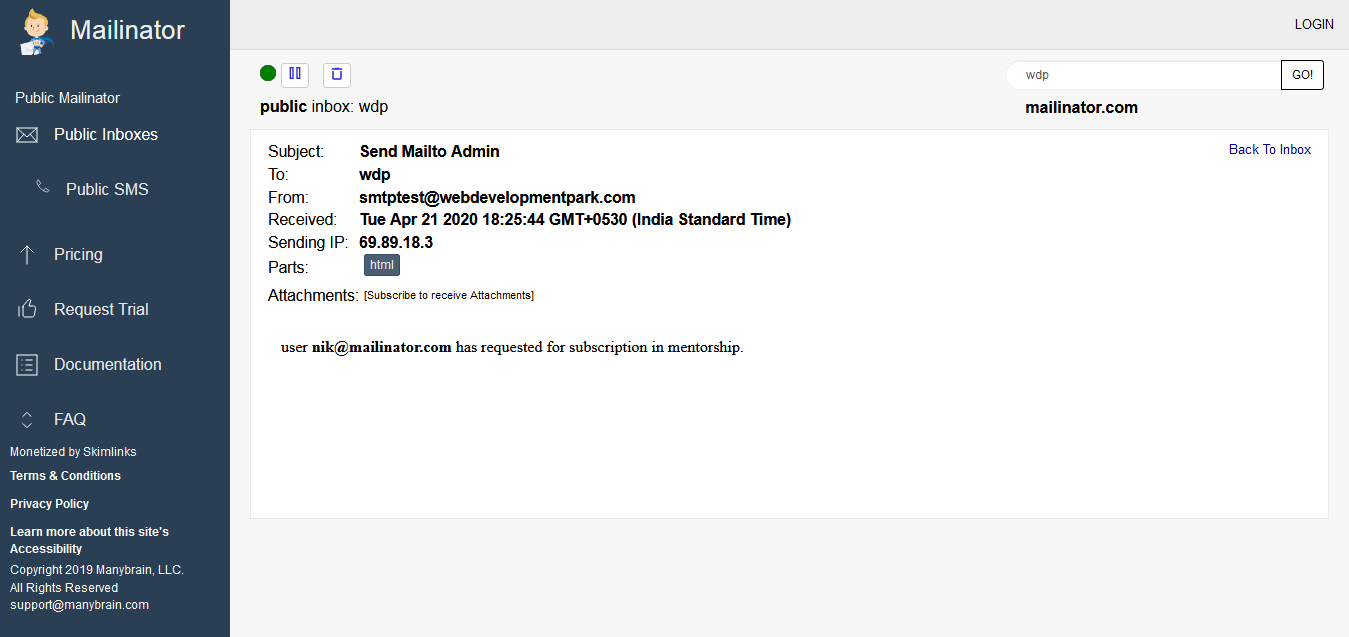 Mailinator
LOGIN
Public Mailinator
Public Inboxes
Public SMS
Pricing
Request Trial
Documentation
FAQ
Monetized by Skimlinks
Terms & Conditions
Privacy Policy
Learn more about this site's
Accessibility
Copyright 2019 Manybrain, LLC.
All Rights Reserved
support@manybrain.com
wdp GO!
public inbox: wdp
mailinator.com
Back To Inbox
Subject: Send Mailto Admin
To: wdp
From: smtptest@webdevelopmentpark.com
Received: Tue Apr 21 2020 18:25:44 GMT+0530 (India Standard Time)
Sending IP: 69.89.18.3
Parts: html
Attachments: [Subscribe to receive Attachments]
user nik@mailinator.com has requested for subscription in mentorship.